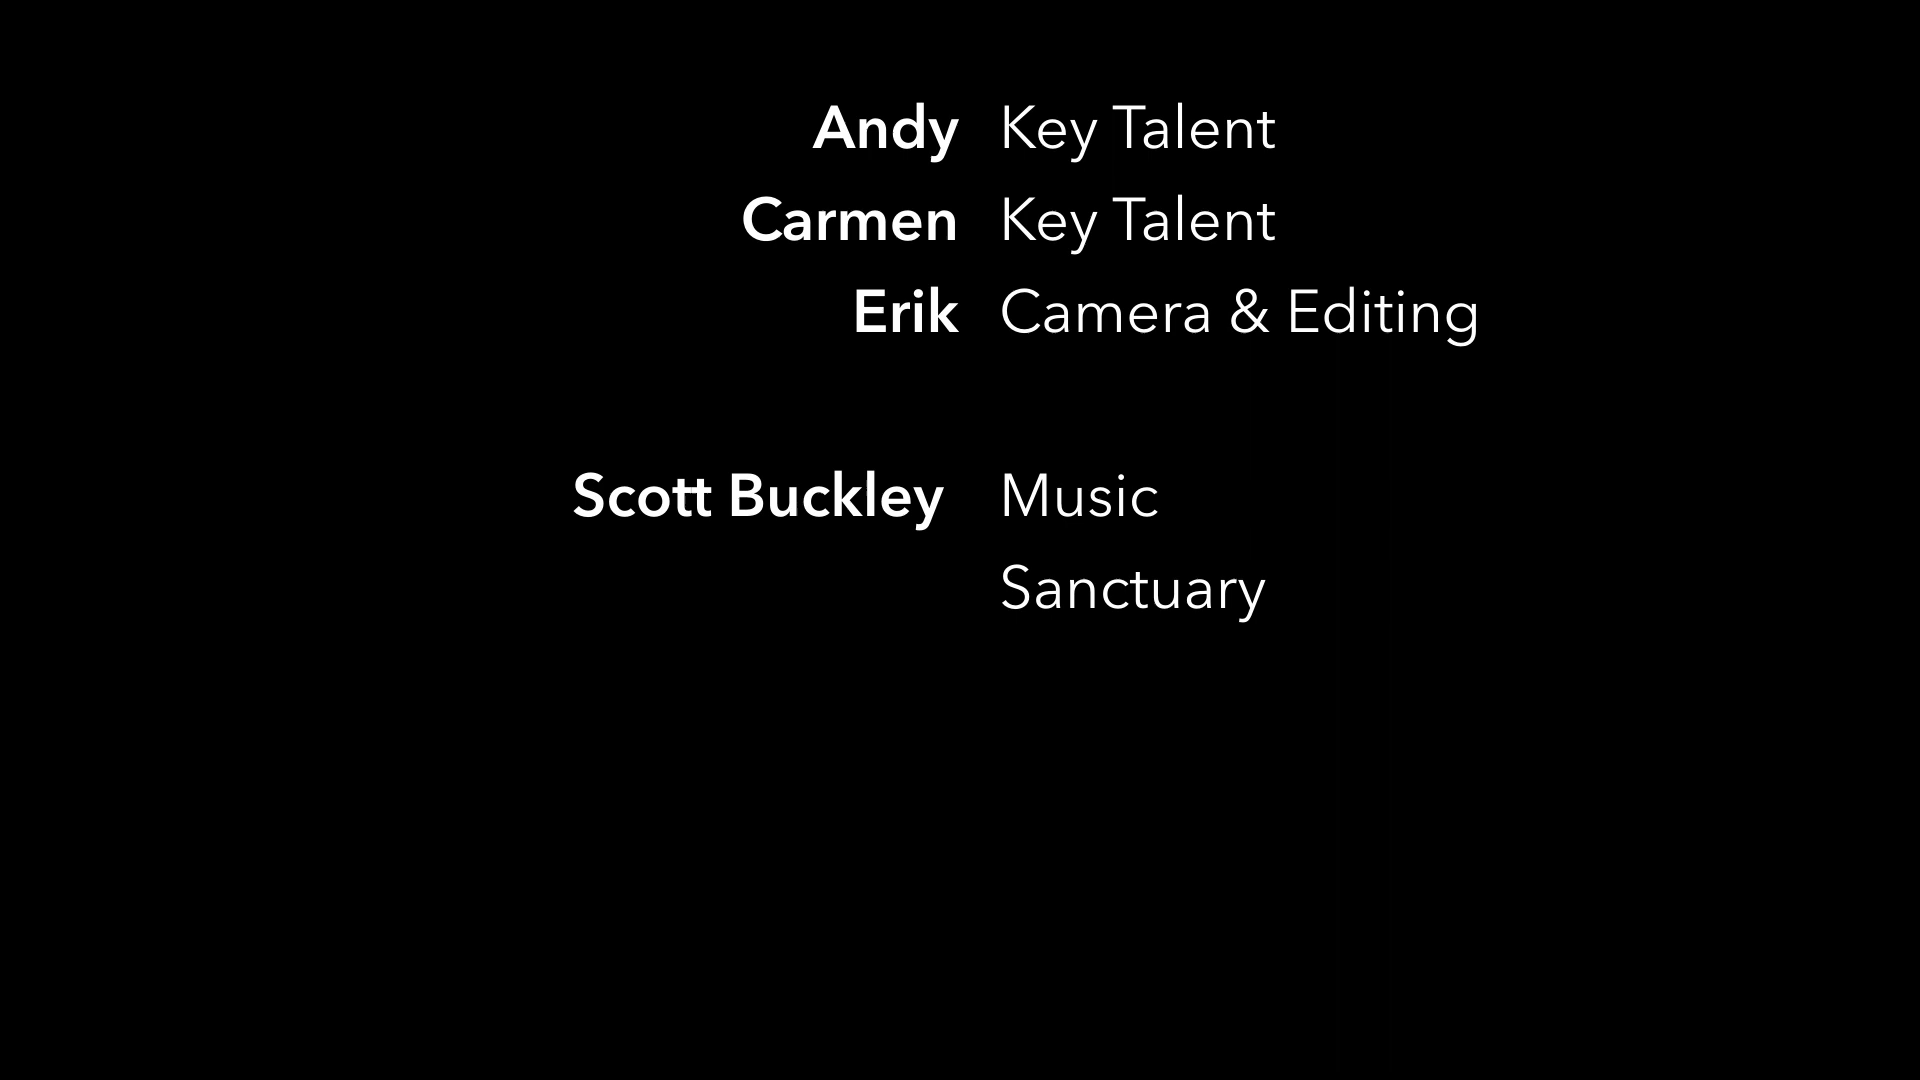 Andy Key Talent
Carmen Key Talent
Erik Camera & Editing
Scott Buckley Music
Sanctuary